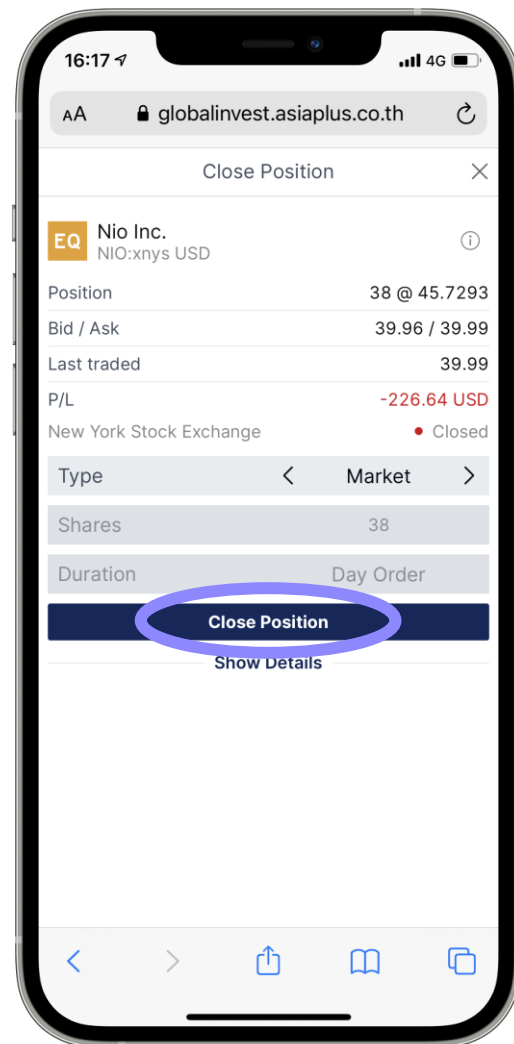 16:17 4G
AA globalinvest.asiaplus.co.th
Close Position
EQ Nio Inc.
NIO:xnys USD
Position 38 @ 45.7293
Bid / Ask 39.96 / 39.99
Last traded 39.99
P/L -226.64 USD
New York Stock Exchange Closed
Type Market
Shares 38
Duration Day Order
Close Position
Show Details